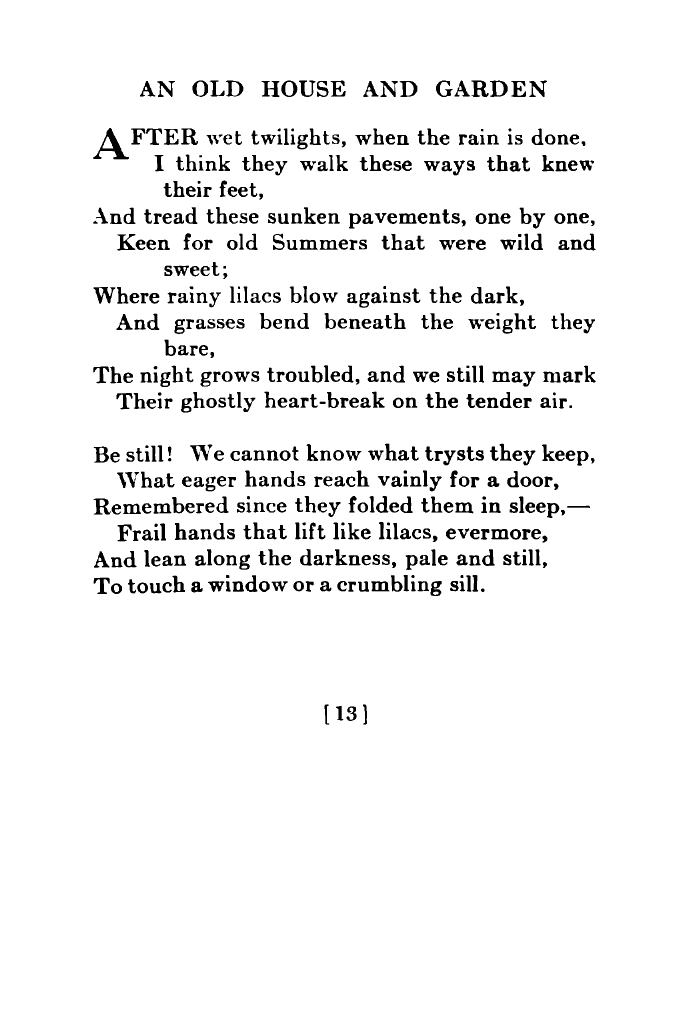 AN OLD HOUSE AND GARDEN
AFTER wet twilights, when the rain is done,
I think they walk these ways that knew
their feet,
And tread these sunken pavements, one by one,
Keen for old Summers that were wild and
sweet;
Where rainy lilacs blow against the dark,
And grasses bend beneath the weight they
bare,
The night grows troubled, and we still may mark
Their ghostly heart-break on the tender air.
Be still! We cannot know what trysts they keep,
What eager hands reach vainly for a door,
Remembered since they folded them in sleep,—
Frail hands that lift like lilacs, evermore,
And lean along the darkness, pale and still,
To touch a window or a crumbling sill.
[13]